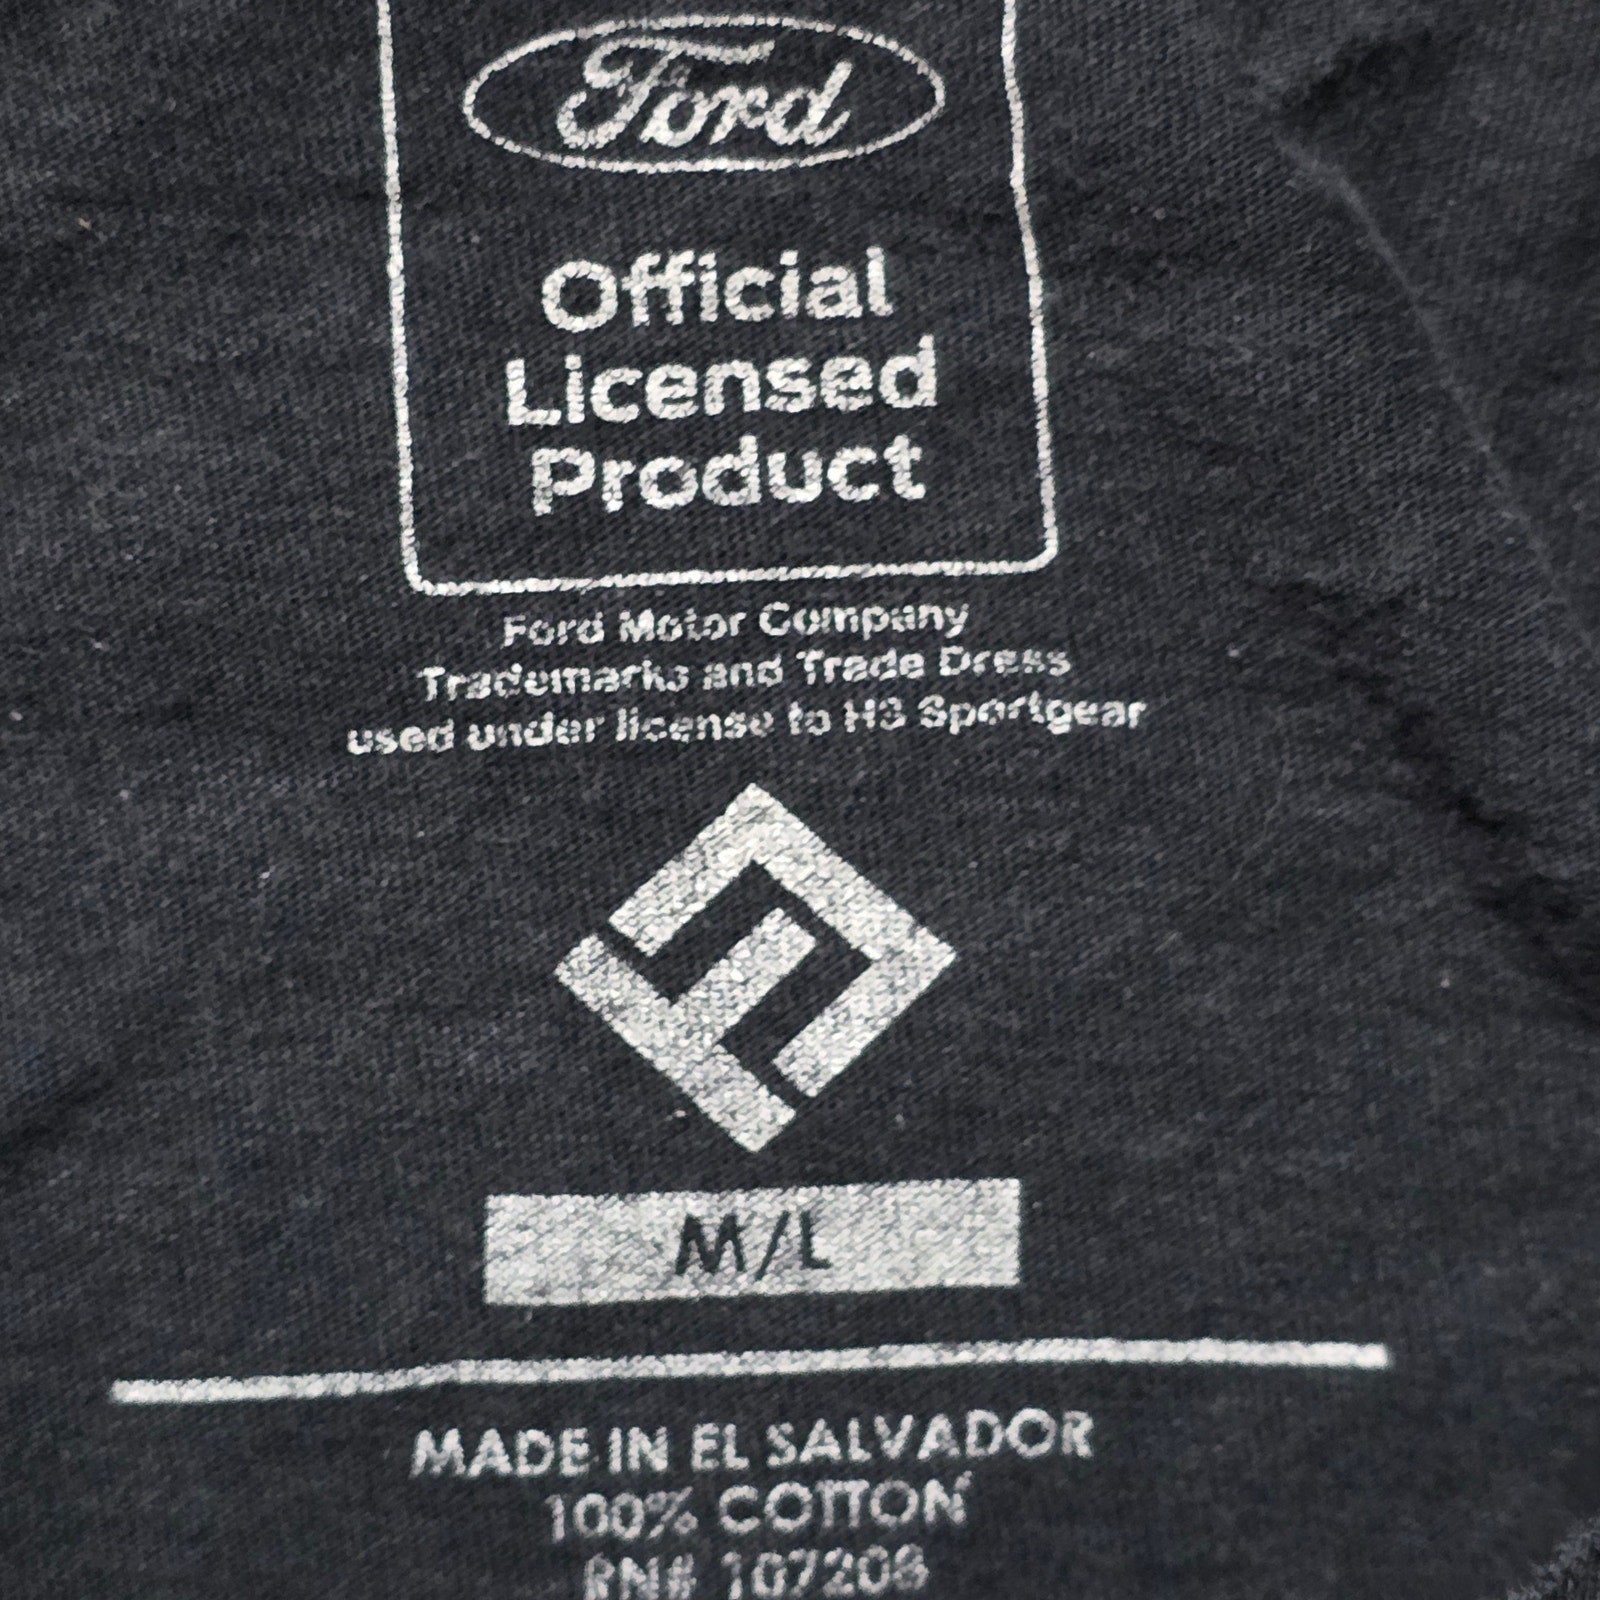 Ford
Official
Licensed
Product
Ford Motor Company
Trademarks and Trade Dress
used under license to H3 Sportgear
M/L
MADE IN EL SALVADOR
100% COTTON
RN# 107208